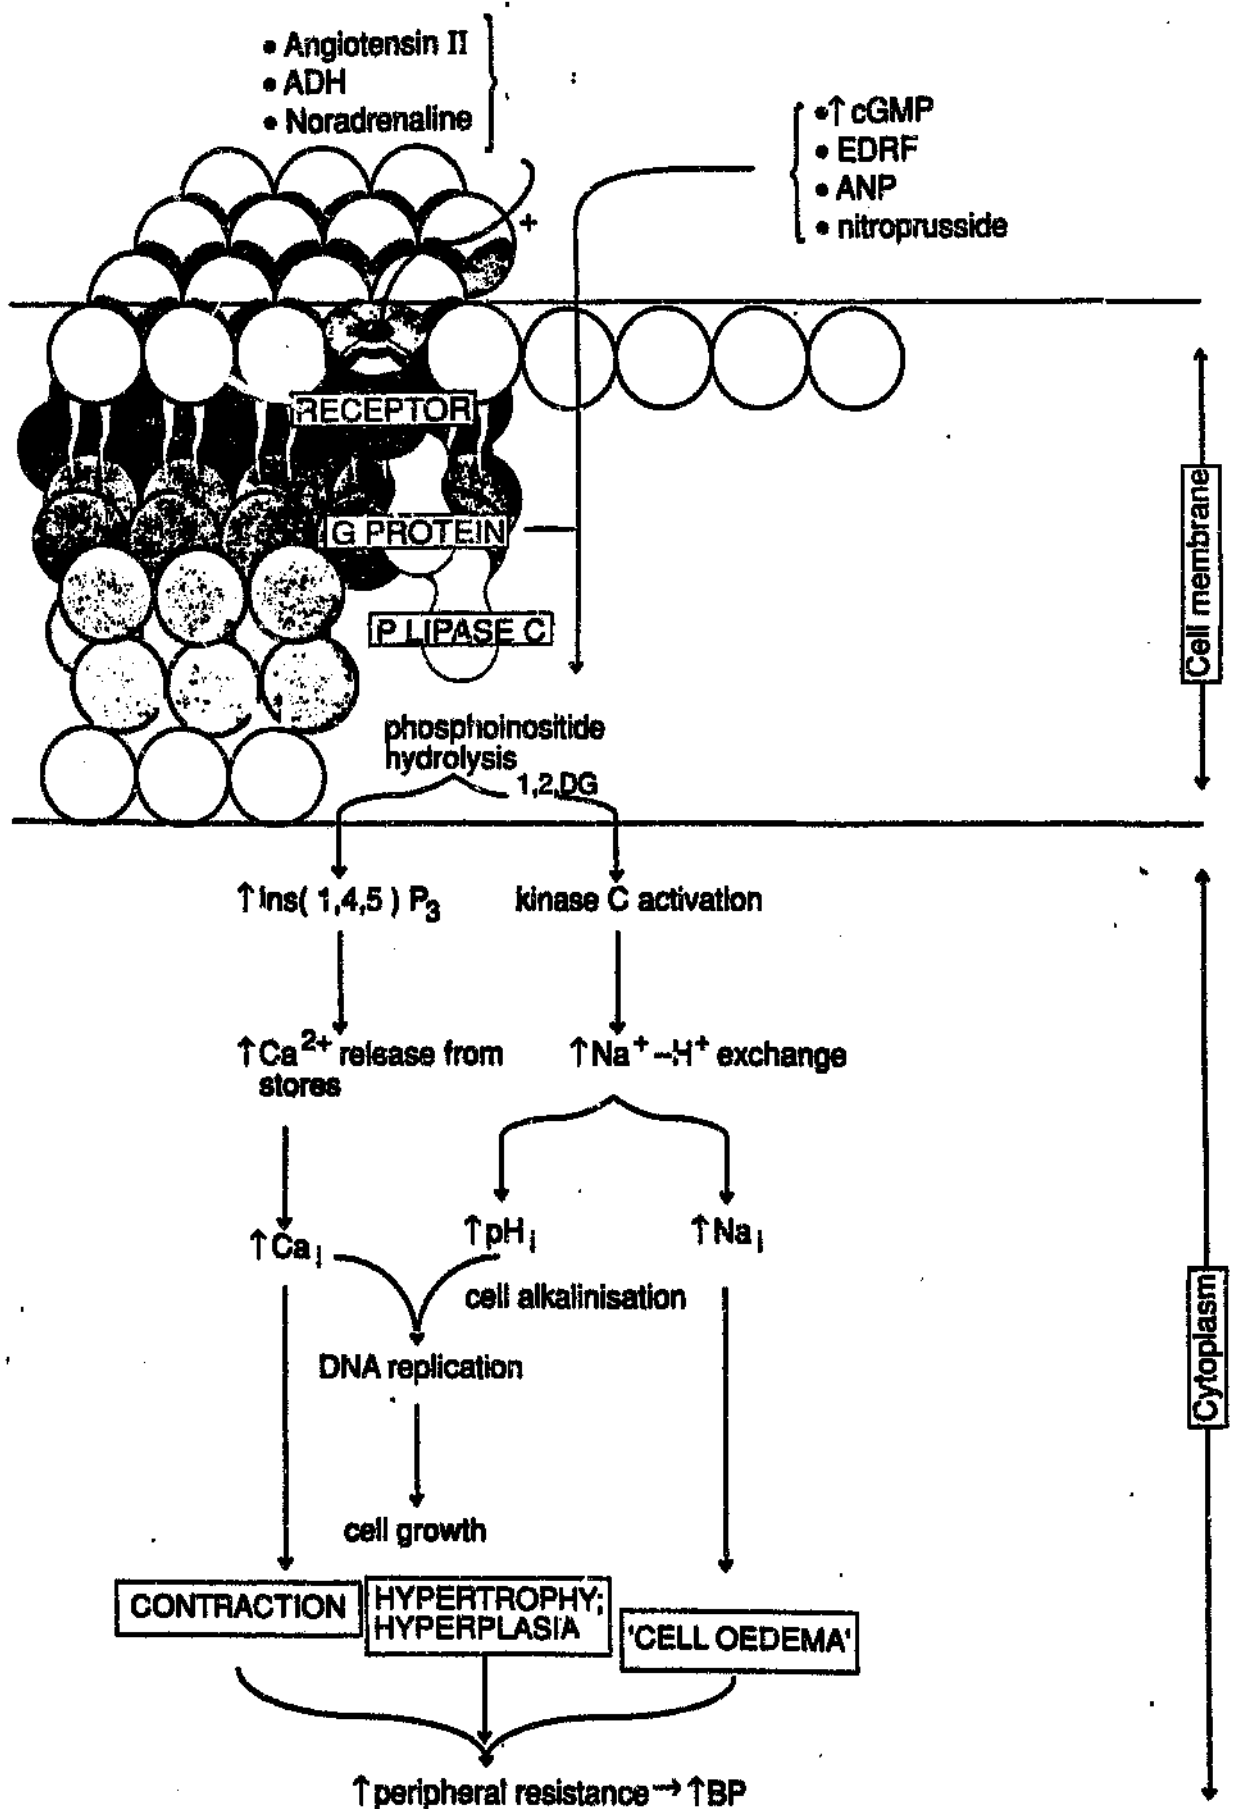 • Angiotensin II
• ADH
• Noradrenaline
•↑ cGMP
• EDRF
• ANP
• nitroprusside
+
RECEPTOR
G PROTEIN
P LIPASE C
Cell membrane
phosphoinositide
hydrolysis
1,2,DG
↑Ins( 1,4,5 ) P₃
kinase C activation
↑Ca²⁺ release from
stores
↑Na⁺–H⁺ exchange
↑Caᵢ
↑pHᵢ
↑Naᵢ
cell alkalinisation
DNA replication
cell growth
Cytoplasm
CONTRACTION
HYPERTROPHY;
HYPERPLASIA
'CELL OEDEMA'
↑peripheral resistance→↑BP